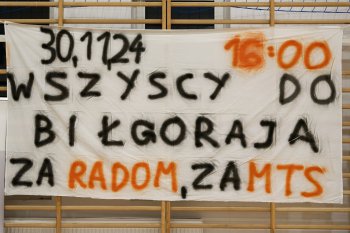 30,11,24 16:00
WSZYSCY DO
BIŁGORAJA
ZA RADOM, ZA MTS